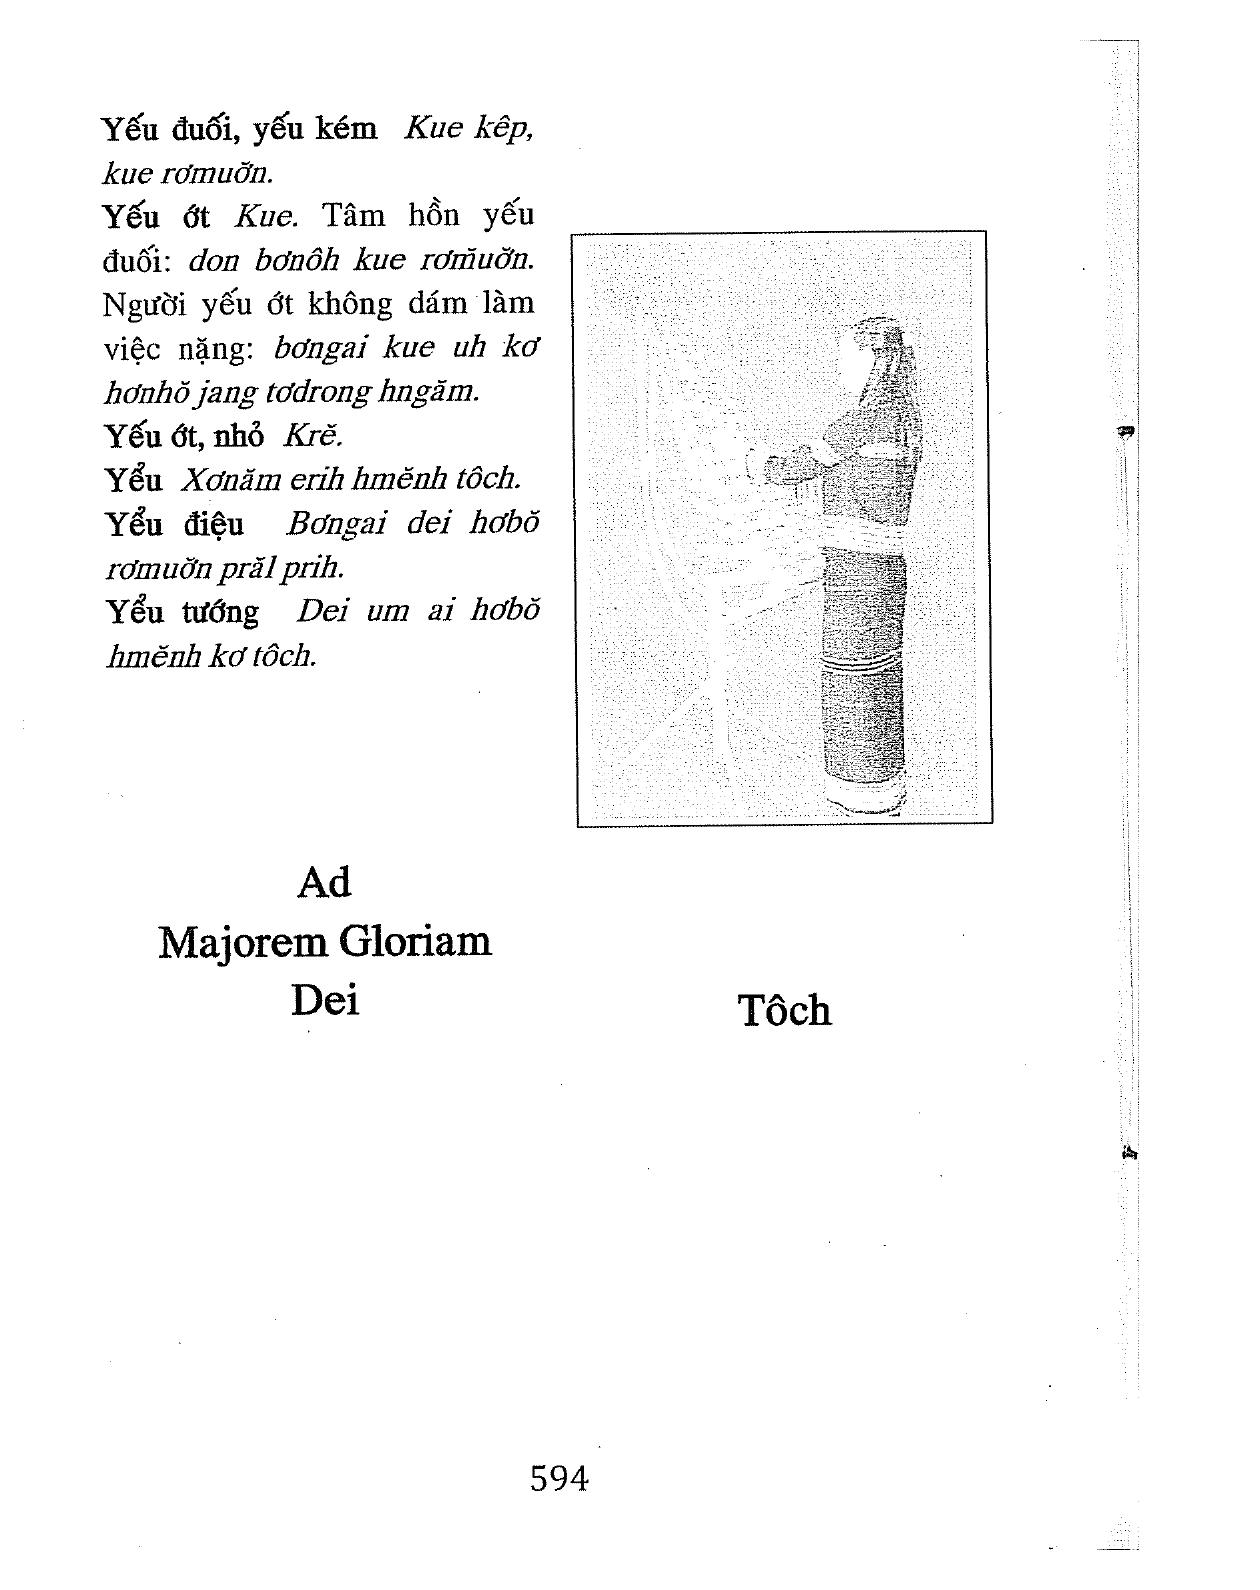 Yếu đuối, yếu kém Kue kêp,
kue rơmuơ̆n.
Yếu ớt Kue. Tâm hồn yếu
đuối: don bơnôh kue rơmuơ̆n.
Người yếu ớt không dám làm
việc nặng: bơngai kue uh kơ
hơnhŏ jang tơdrong hngăm.
Yếu ớt, nhỏ Krĕ.
Yểu Xơnăm erih hmĕnh tôch.
Yểu điệu Bơngai dei hơbŏ
rơmuơ̆n prăl prih.
Yểu tướng Dei um ai hơbŏ
hmĕnh kơ tôch.
Ad
Majorem Gloriam
Dei
Tôch
594